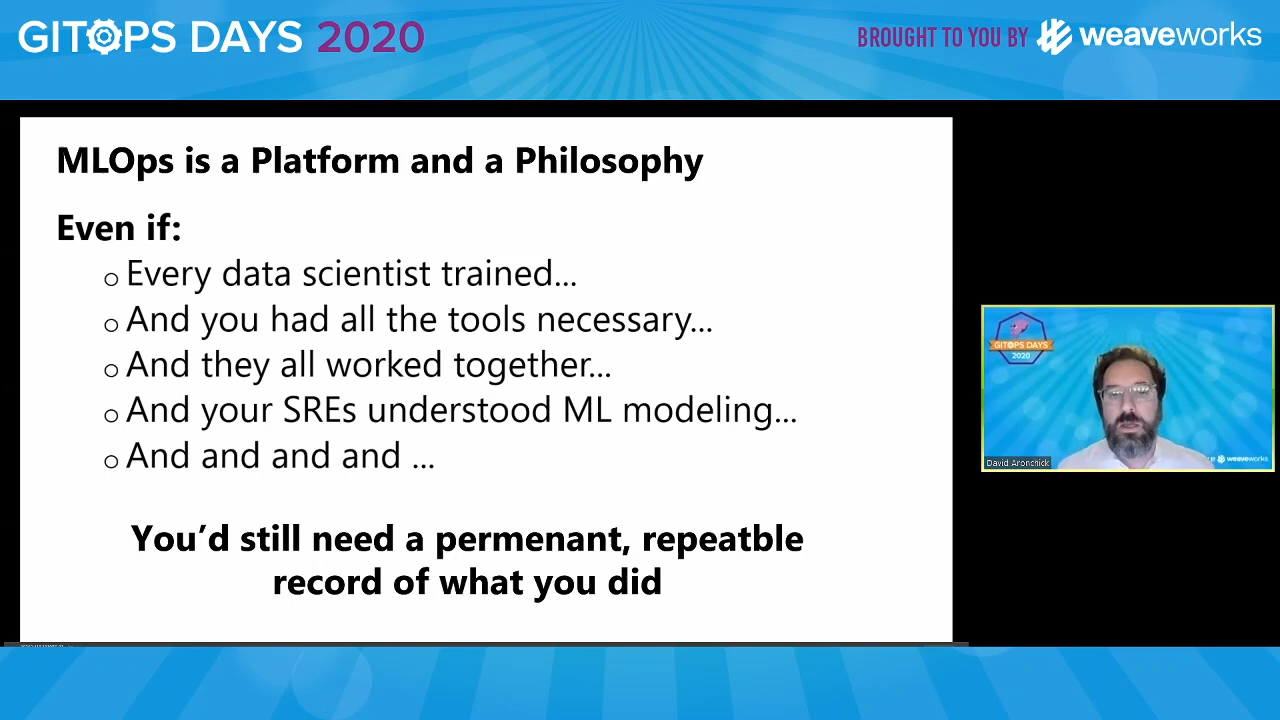 GITOPS DAYS 2020
BROUGHT TO YOU BY weaveworks
MLOps is a Platform and a Philosophy
Even if:
o Every data scientist trained...
o And you had all the tools necessary...
o And they all worked together...
o And your SREs understood ML modeling...
o And and and and ...
You’d still need a permenant, repeatble
record of what you did
GITOPS DAYS
2020
David Aronchick
weaveworks